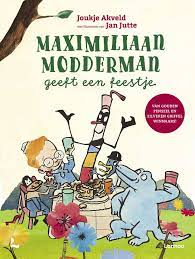 Joukje Akveld
met illustraties van Jan Jutte
MAXIMILIAAN
MODDERMAN
geeft een feestje
VAN GOUDEN
PENSEEL EN
ZILVEREN GRIFFEL
WINNAARS!
Lannoo